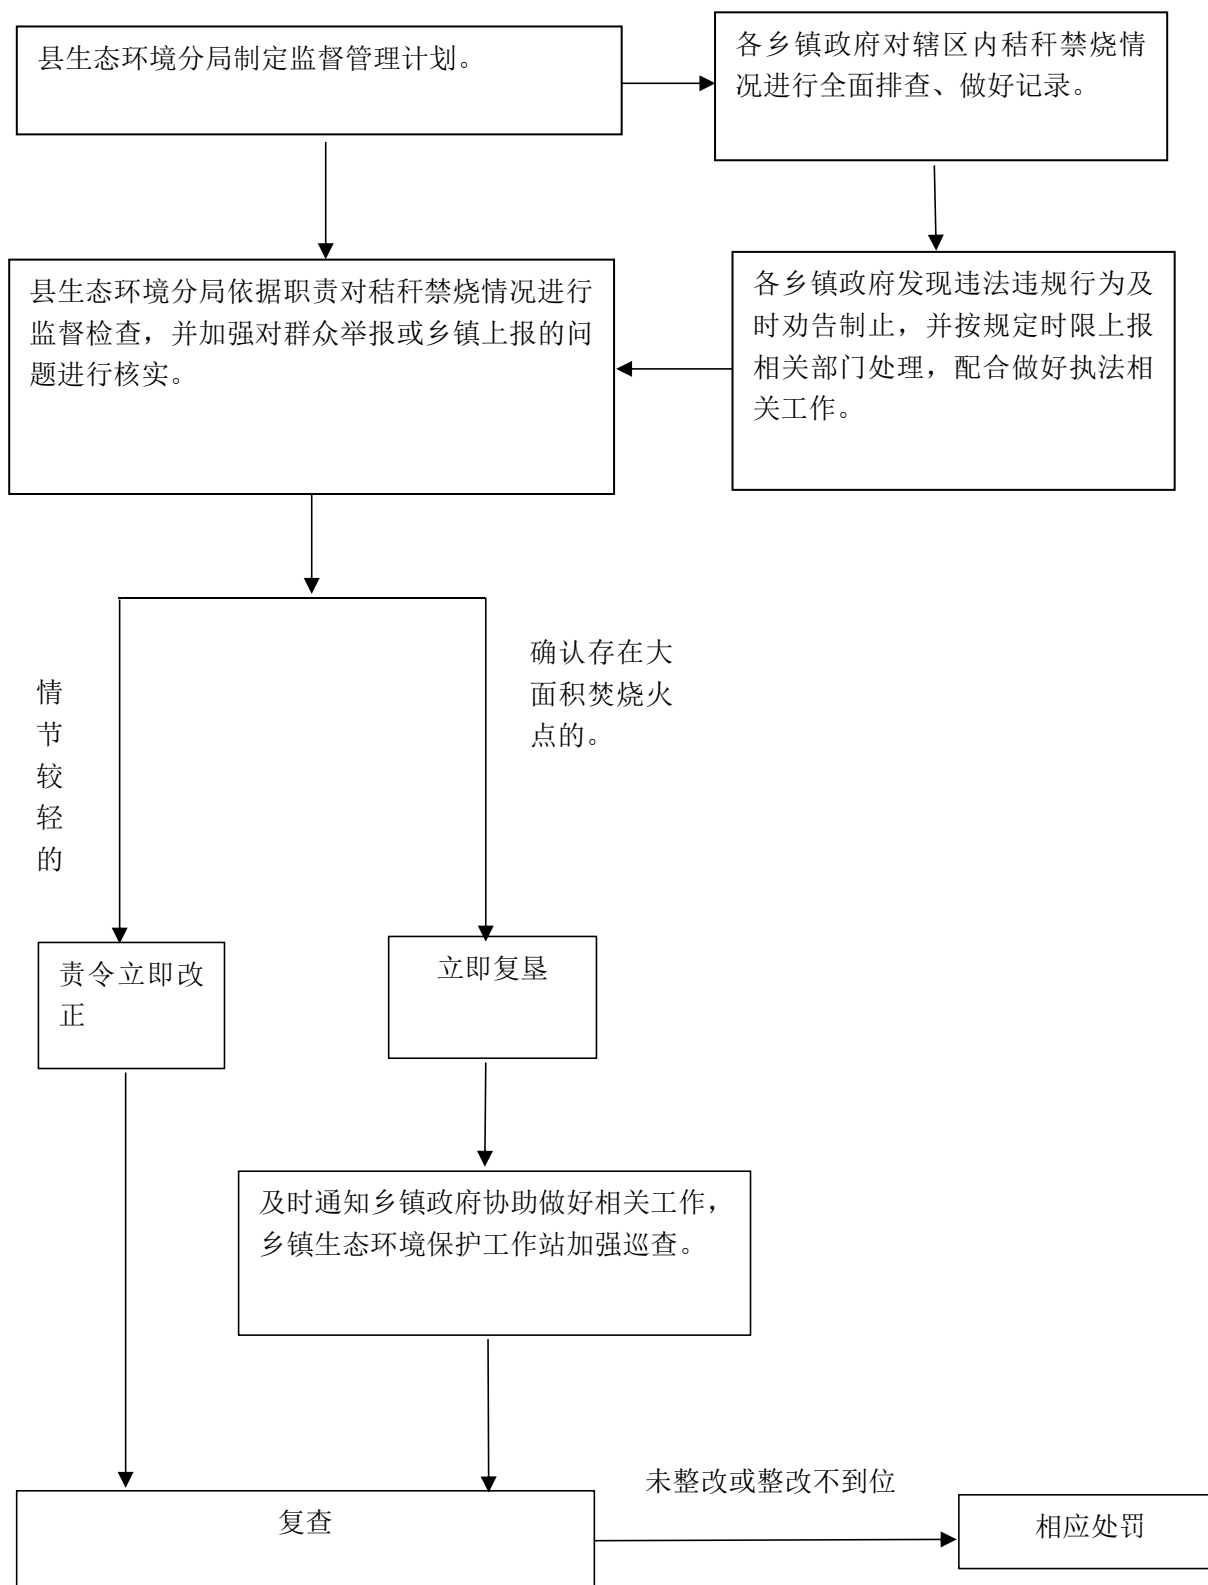 县生态环境分局制定监督管理计划。
各乡镇政府对辖区内秸秆禁烧情
况进行全面排查、做好记录。
县生态环境分局依据职责对秸秆禁烧情况进行
监督检查，并加强对群众举报或乡镇上报的问
题进行核实。
各乡镇政府发现违法违规行为及
时劝告制止，并按规定时限上报
相关部门处理，配合做好执法相
关工作。
情
节
较
轻
的
确认存在大
面积焚烧火
点的。
责令立即改
正
立即复垦
及时通知乡镇政府协助做好相关工作，
乡镇生态环境保护工作站加强巡查。
复查
未整改或整改不到位
相应处罚